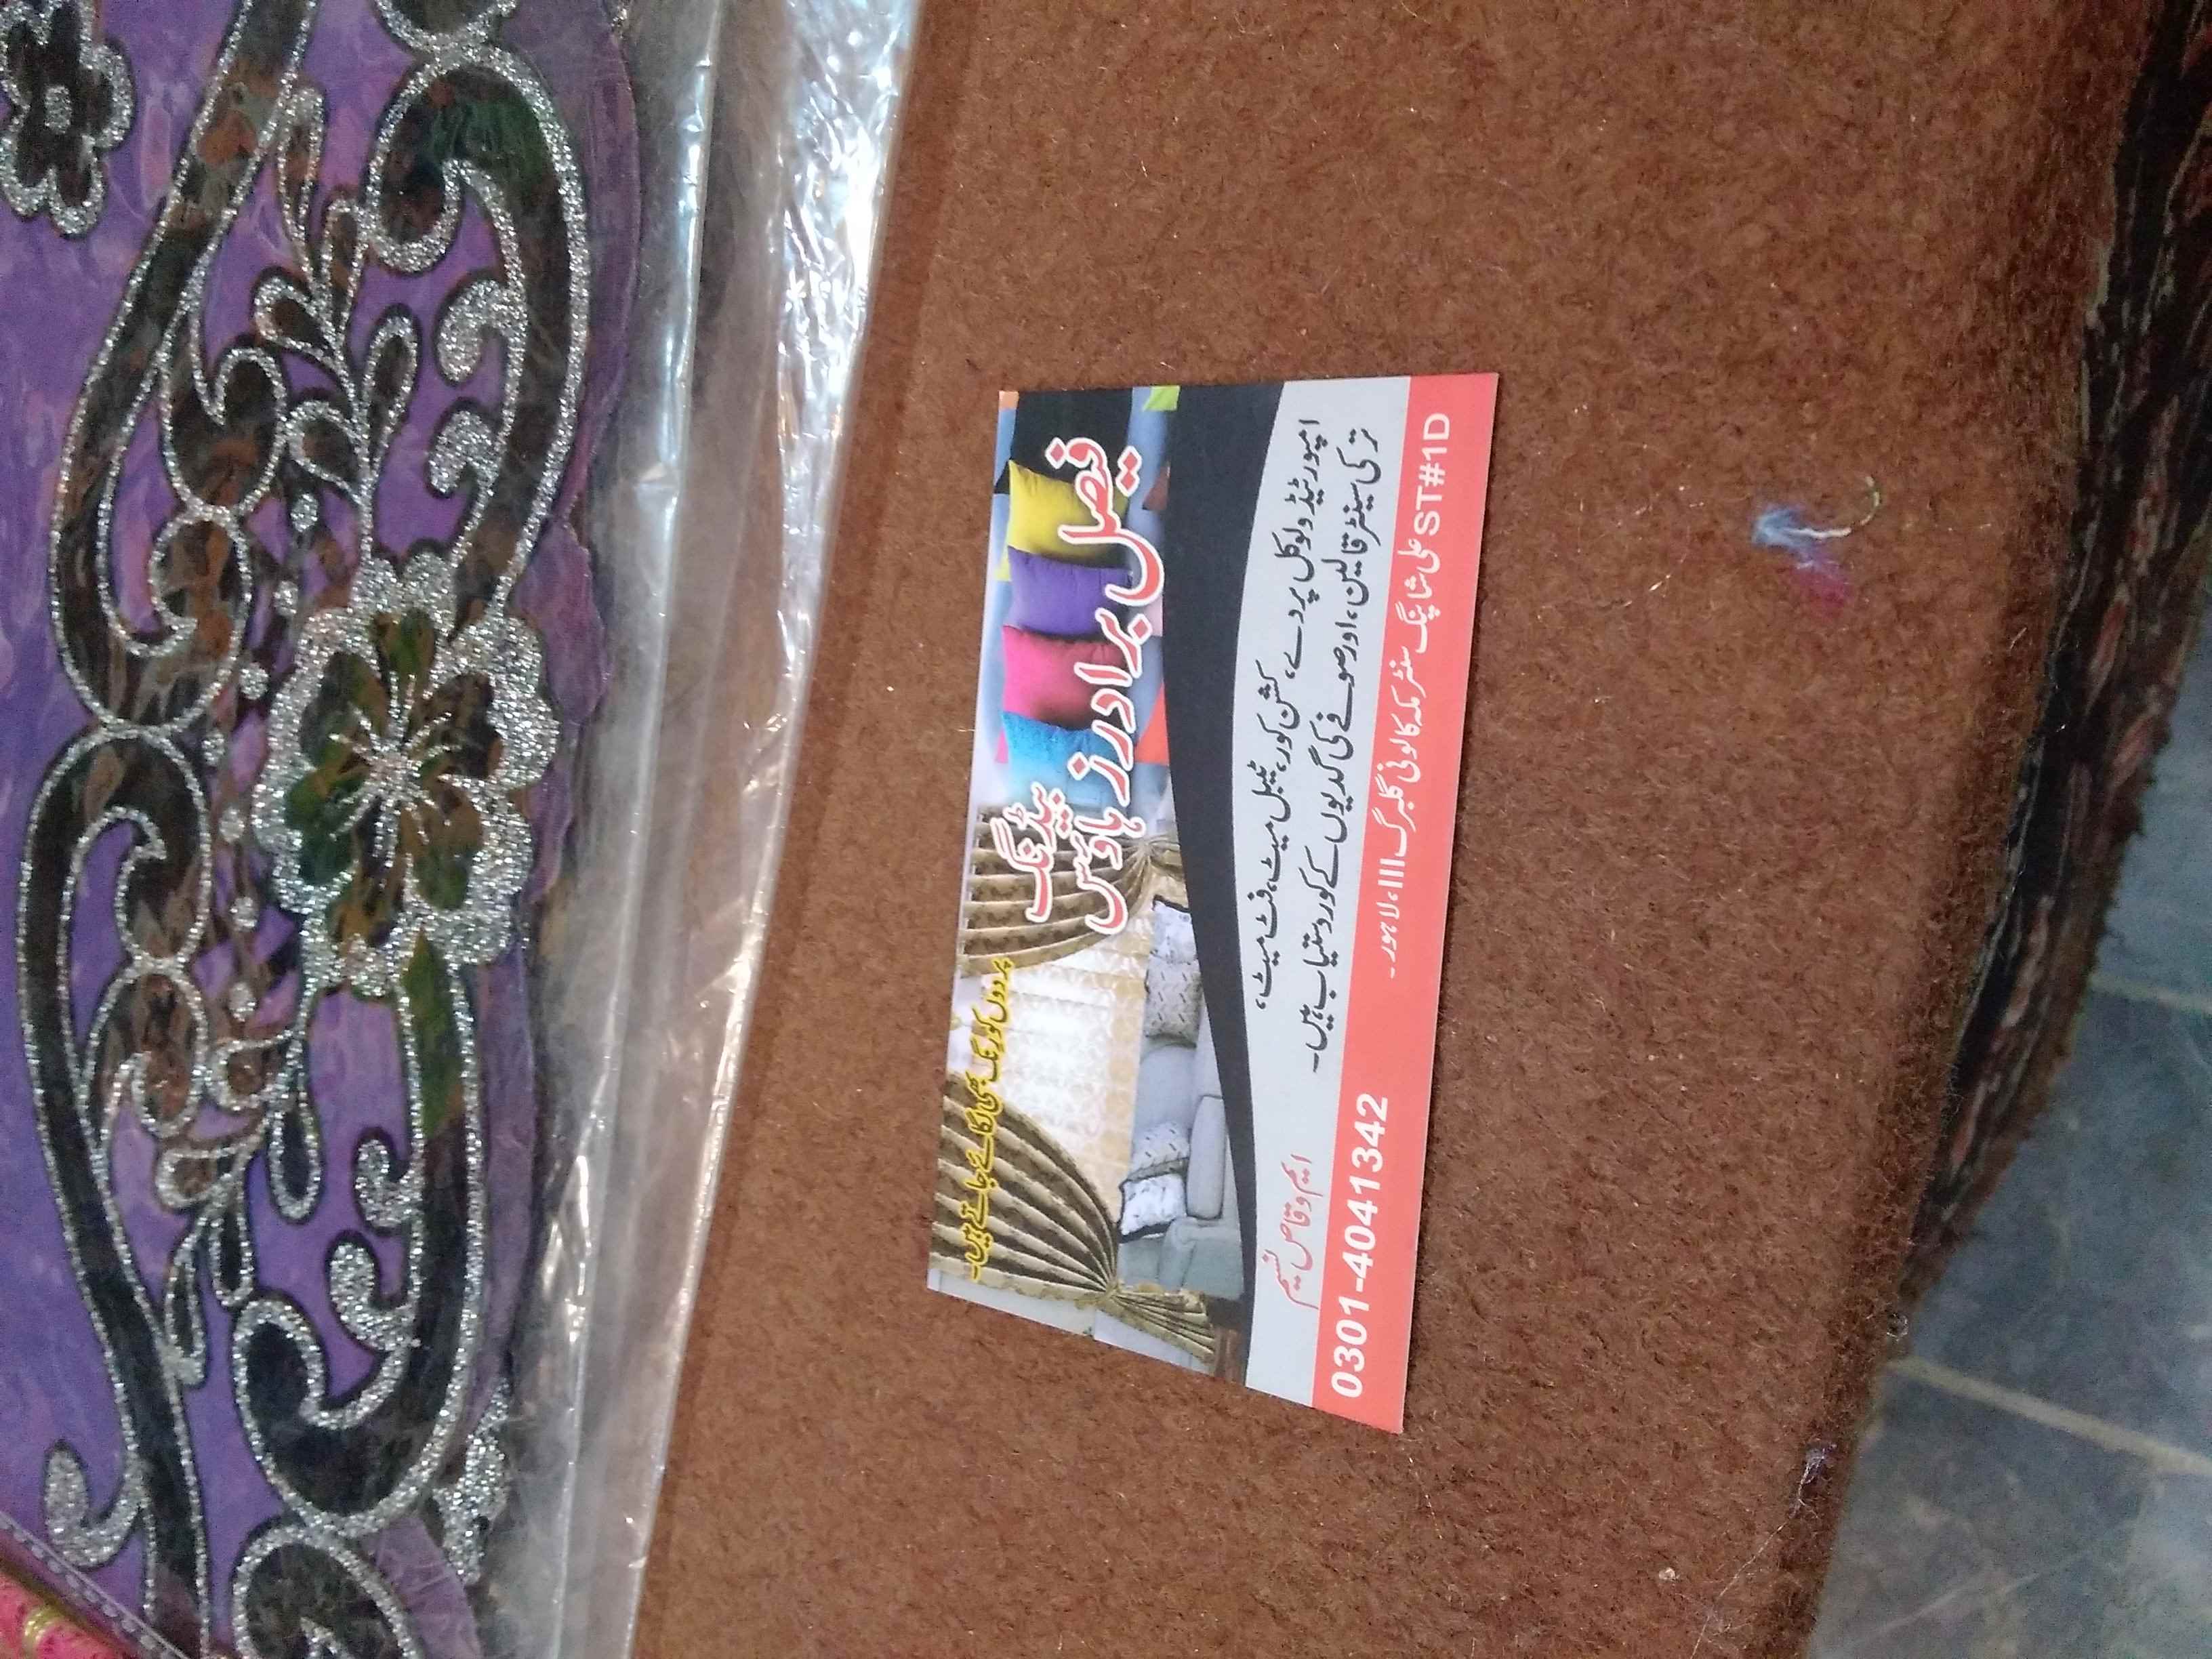 پردوں کو رنگ بھی لگائے جاتے ہیں۔
فیصل برادرز بیڈنگ ہاؤس
امپورٹیڈ ولوکل پردے، کشن کور، ٹیبل میٹ، فٹ میٹ،
ترکی سینٹر قالین، اور صوفے کی گدیوں کے کور دستیاب ہیں۔
ایم وقاص نسیم
0301-4041342
ST#1D علی شاپنگ سنٹر مکہ کالونی گلبرگ III، لاہور۔